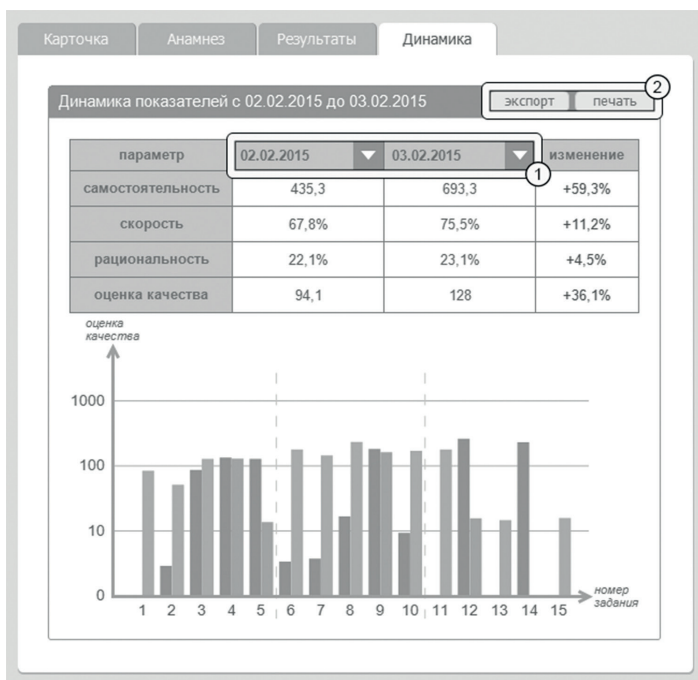 Карточка Анамнез Результаты Динамика
2
Динамика показателей с 02.02.2015 до 03.02.2015 экспорт печать
параметр 02.02.2015 03.02.2015 изменение
1
самостоятельность 435,3 693,3 +59,3%
скорость 67,8% 75,5% +11,2%
рациональность 22,1% 23,1% +4,5%
оценка качества 94,1 128 +36,1%
оценка
качества
1000
100
10
0
1 2 3 4 5 6 7 8 9 10 11 12 13 14 15
номер
задания